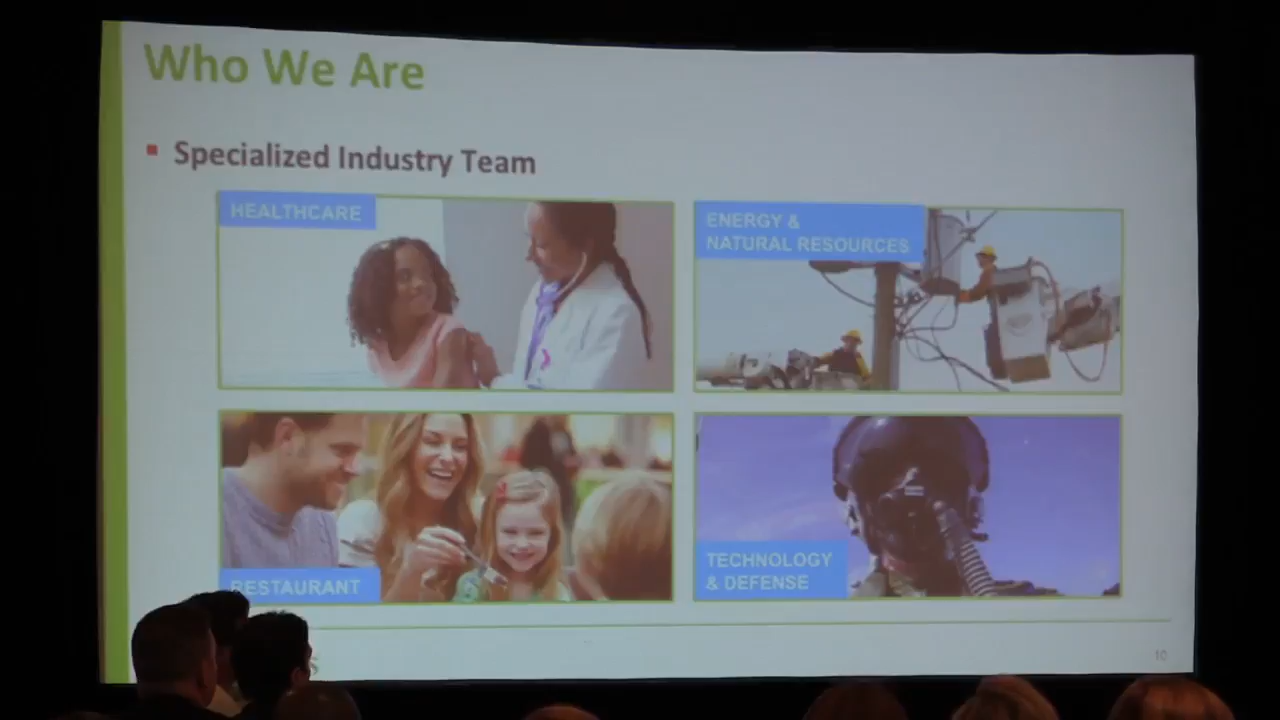 Who We Are
▪ Specialized Industry Team
HEALTHCARE
ENERGY &
NATURAL RESOURCES
RESTAURANT
TECHNOLOGY
& DEFENSE
10